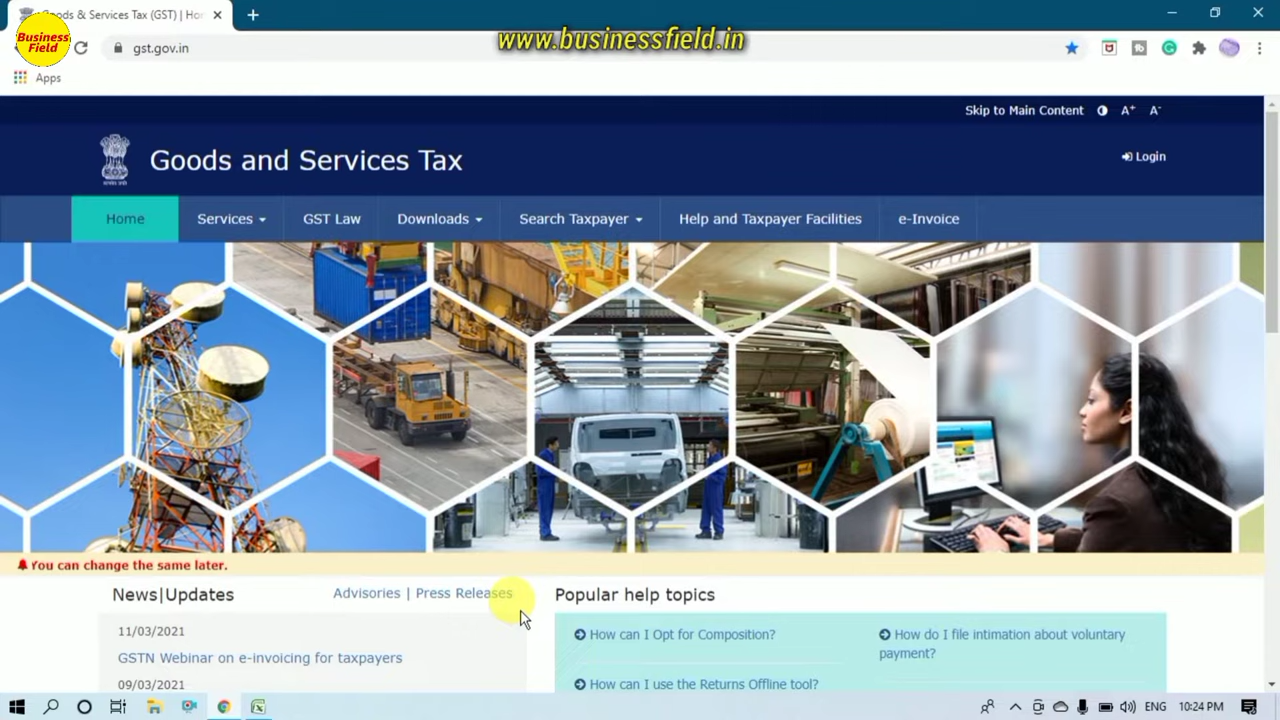 Goods & Services Tax (GST) | Hor
Business
Field
gst.gov.in
www.businessfield.in
Apps
Skip to Main Content
A+
A-
Goods and Services Tax
Login
Home
Services
GST Law
Downloads
Search Taxpayer
Help and Taxpayer Facilities
e-Invoice
You can change the same later.
News|Updates
Advisories | Press Releases
Popular help topics
11/03/2021
GSTN Webinar on e-invoicing for taxpayers
09/03/2021
How can I Opt for Composition?
How do I file intimation about voluntary
payment?
How can I use the Returns Offline tool?
ENG
10:24 PM